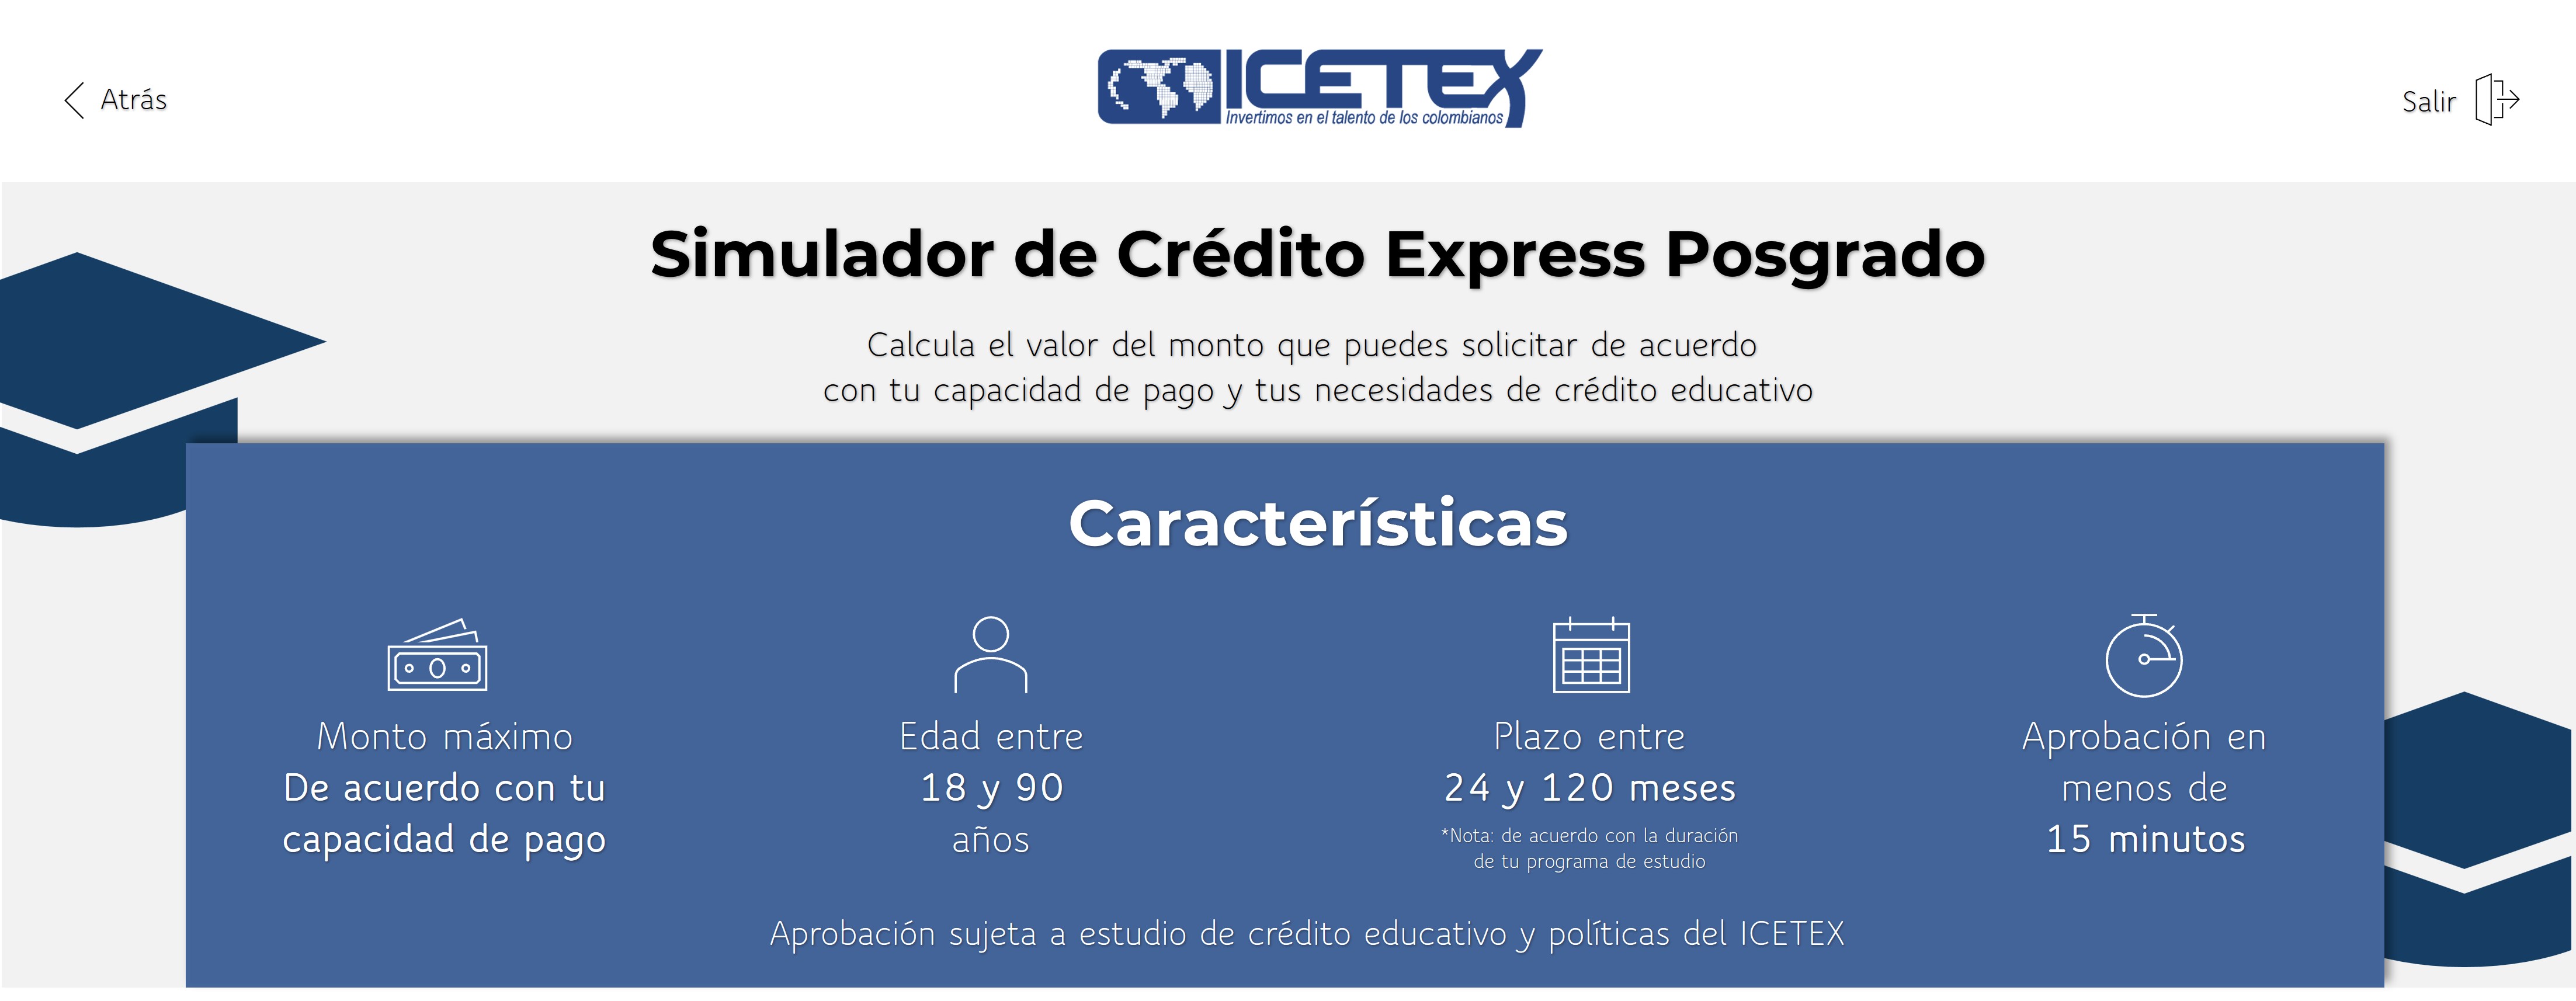 Atrás
ICETEX
Invertimos en el talento de los colombianos
Salir
Simulador de Crédito Express Posgrado
Calcula el valor del monto que puedes solicitar de acuerdo
con tu capacidad de pago y tus necesidades de crédito educativo
Características
Monto máximo
De acuerdo con tu
capacidad de pago
Edad entre
18 y 90
años
Plazo entre
24 y 120 meses
*Nota: de acuerdo con la duración
de tu programa de estudio
Aprobación en
menos de
15 minutos
Aprobación sujeta a estudio de crédito educativo y políticas del ICETEX